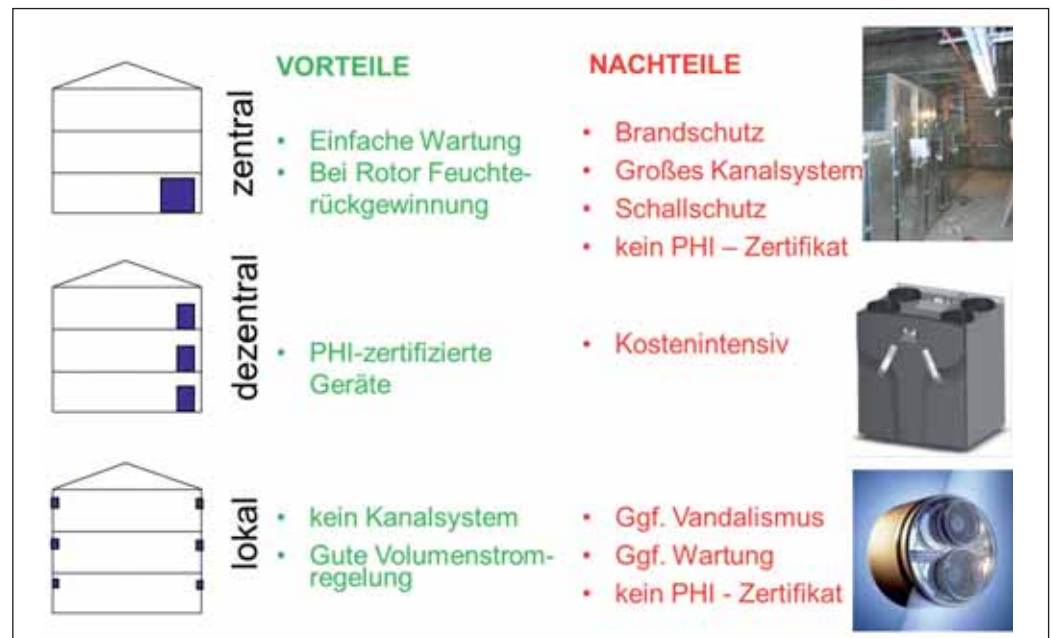 VORTEILE
NACHTEILE
zentral
• Einfache Wartung
• Bei Rotor Feuchte-
rückgewinnung
• Brandschutz
• Großes Kanalsystem
• Schallschutz
• kein PHI – Zertifikat
dezentral
• PHI-zertifizierte
Geräte
• Kostenintensiv
lokal
• kein Kanalsystem
• Gute Volumenstrom-
regelung
• Ggf. Vandalismus
• Ggf. Wartung
• kein PHI - Zertifikat